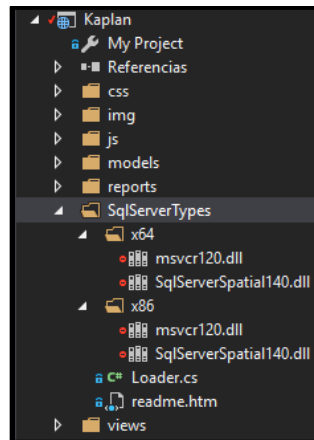 Kaplan
My Project
Referencias
css
img
js
models
reports
SqlServerTypes
x64
msvcr120.dll
SqlServerSpatial140.dll
x86
msvcr120.dll
SqlServerSpatial140.dll
C# Loader.cs
readme.htm
views